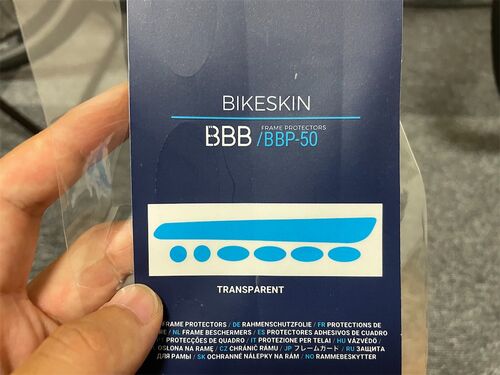 BIKESKIN
FRAME PROTECTORS
BBB /BBP-50
TRANSPARENT
FRAME PROTECTORS / DE RAHMENSCHUTZFOLIE / FR PROTECTIONS DE
/ NL FRAME BESCHERMERS / ES PROTECTORES ADHESIVOS DE CUADRO
PROTECÇÕES DE QUADRO / IT PROTEZIONE PER TELAI / HU VÁZVÉDŐ /
OSŁONA NA RAMĘ / CZ CHRÁNIČ RÁMU / JP フレームガード / RU ЗАЩИТА
ДЛЯ РАМЫ / SK OCHRANNÉ NÁLEPKY NA RÁM / NO RAMMEBESKYTTER